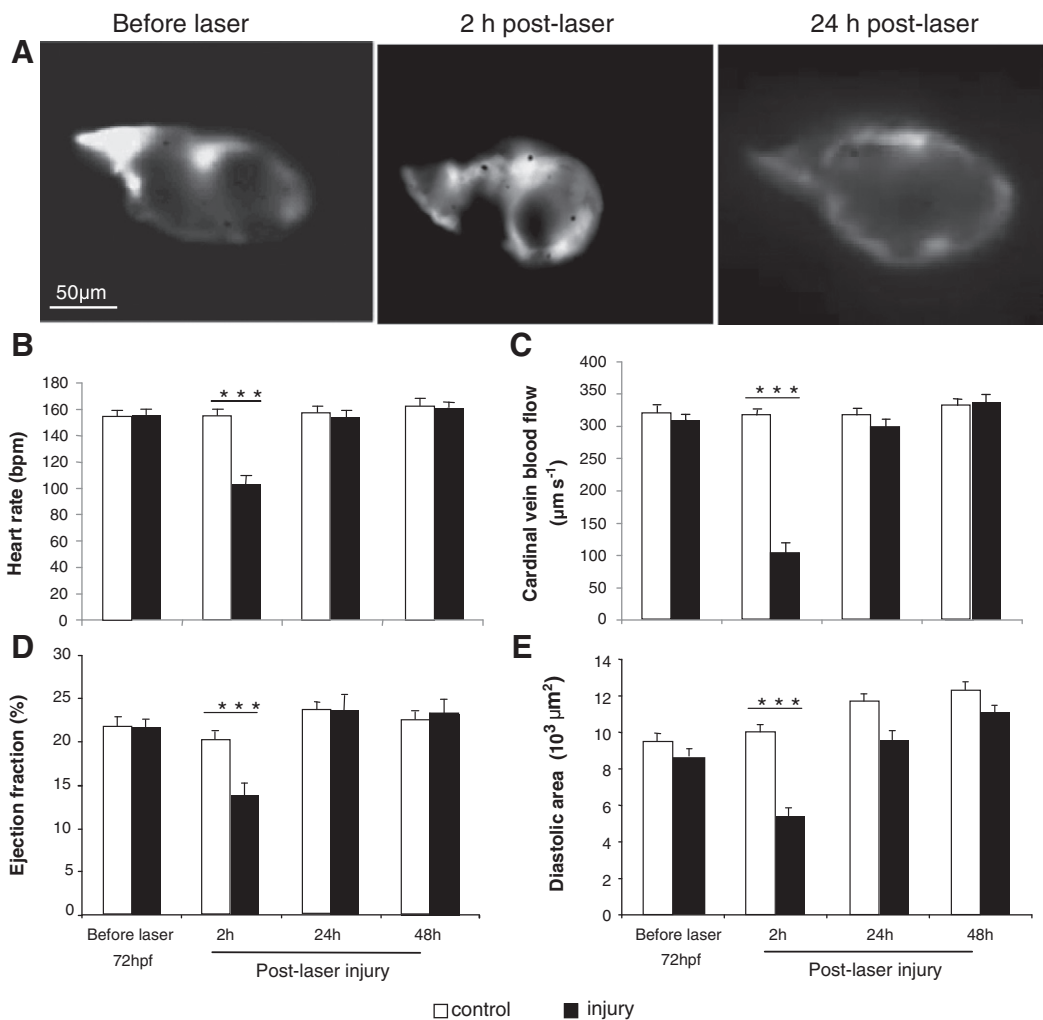 Before laser
2 h post-laser
24 h post-laser
A
50µm
B
Heart rate (bpm)
180
160
140
120
100
80
60
40
20
0
* * *
C
Cardinal vein blood flow
(µm s⁻¹)
400
350
300
250
200
150
100
50
0
* * *
D
Ejection fraction (%)
30
25
20
15
10
5
0
* * *
Before laser
72hpf
2h
24h
48h
Post-laser injury
E
Diastolic area (10³ µm²)
14
12
10
8
6
4
2
0
* * *
Before laser
72hpf
2h
24h
48h
Post-laser injury
control
injury